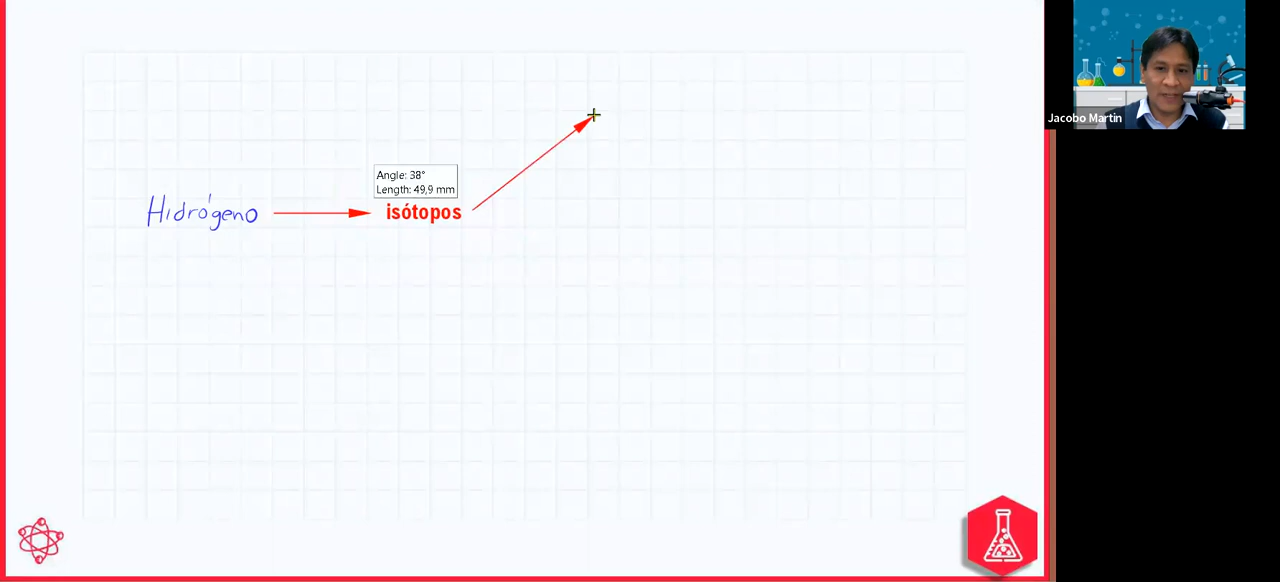 Jacobo Martin
Angle: 38°
Length: 49,9 mm
Hidrógeno isótopos